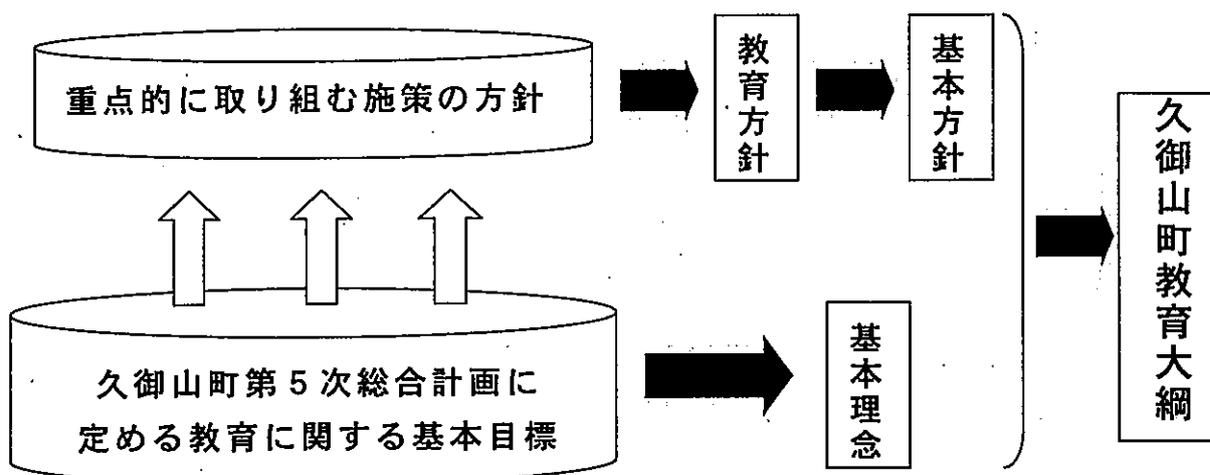 重点的に取り組む施策の方針
教育方針
基本方針
久御山町第５次総合計画に
定める教育に関する基本目標
基本理念
久御山町教育大綱